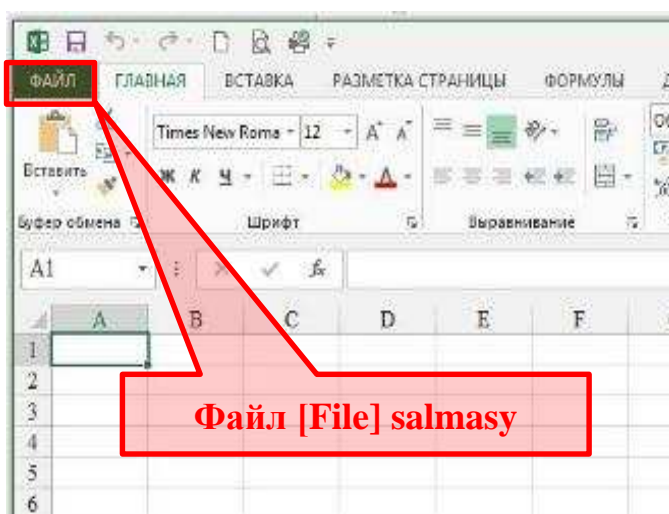 ФАЙЛ ГЛАВНАЯ ВСТАВКА РАЗМЕТКА СТРАНИЦЫ ФОРМУЛЫ
Times New Roma 12
Вставить Ж К Ч
Буфер обмена Шрифт Выравнивание
A1 fx
A B C D E F
1
2
3
Файл [File] salmasy
4
5
6